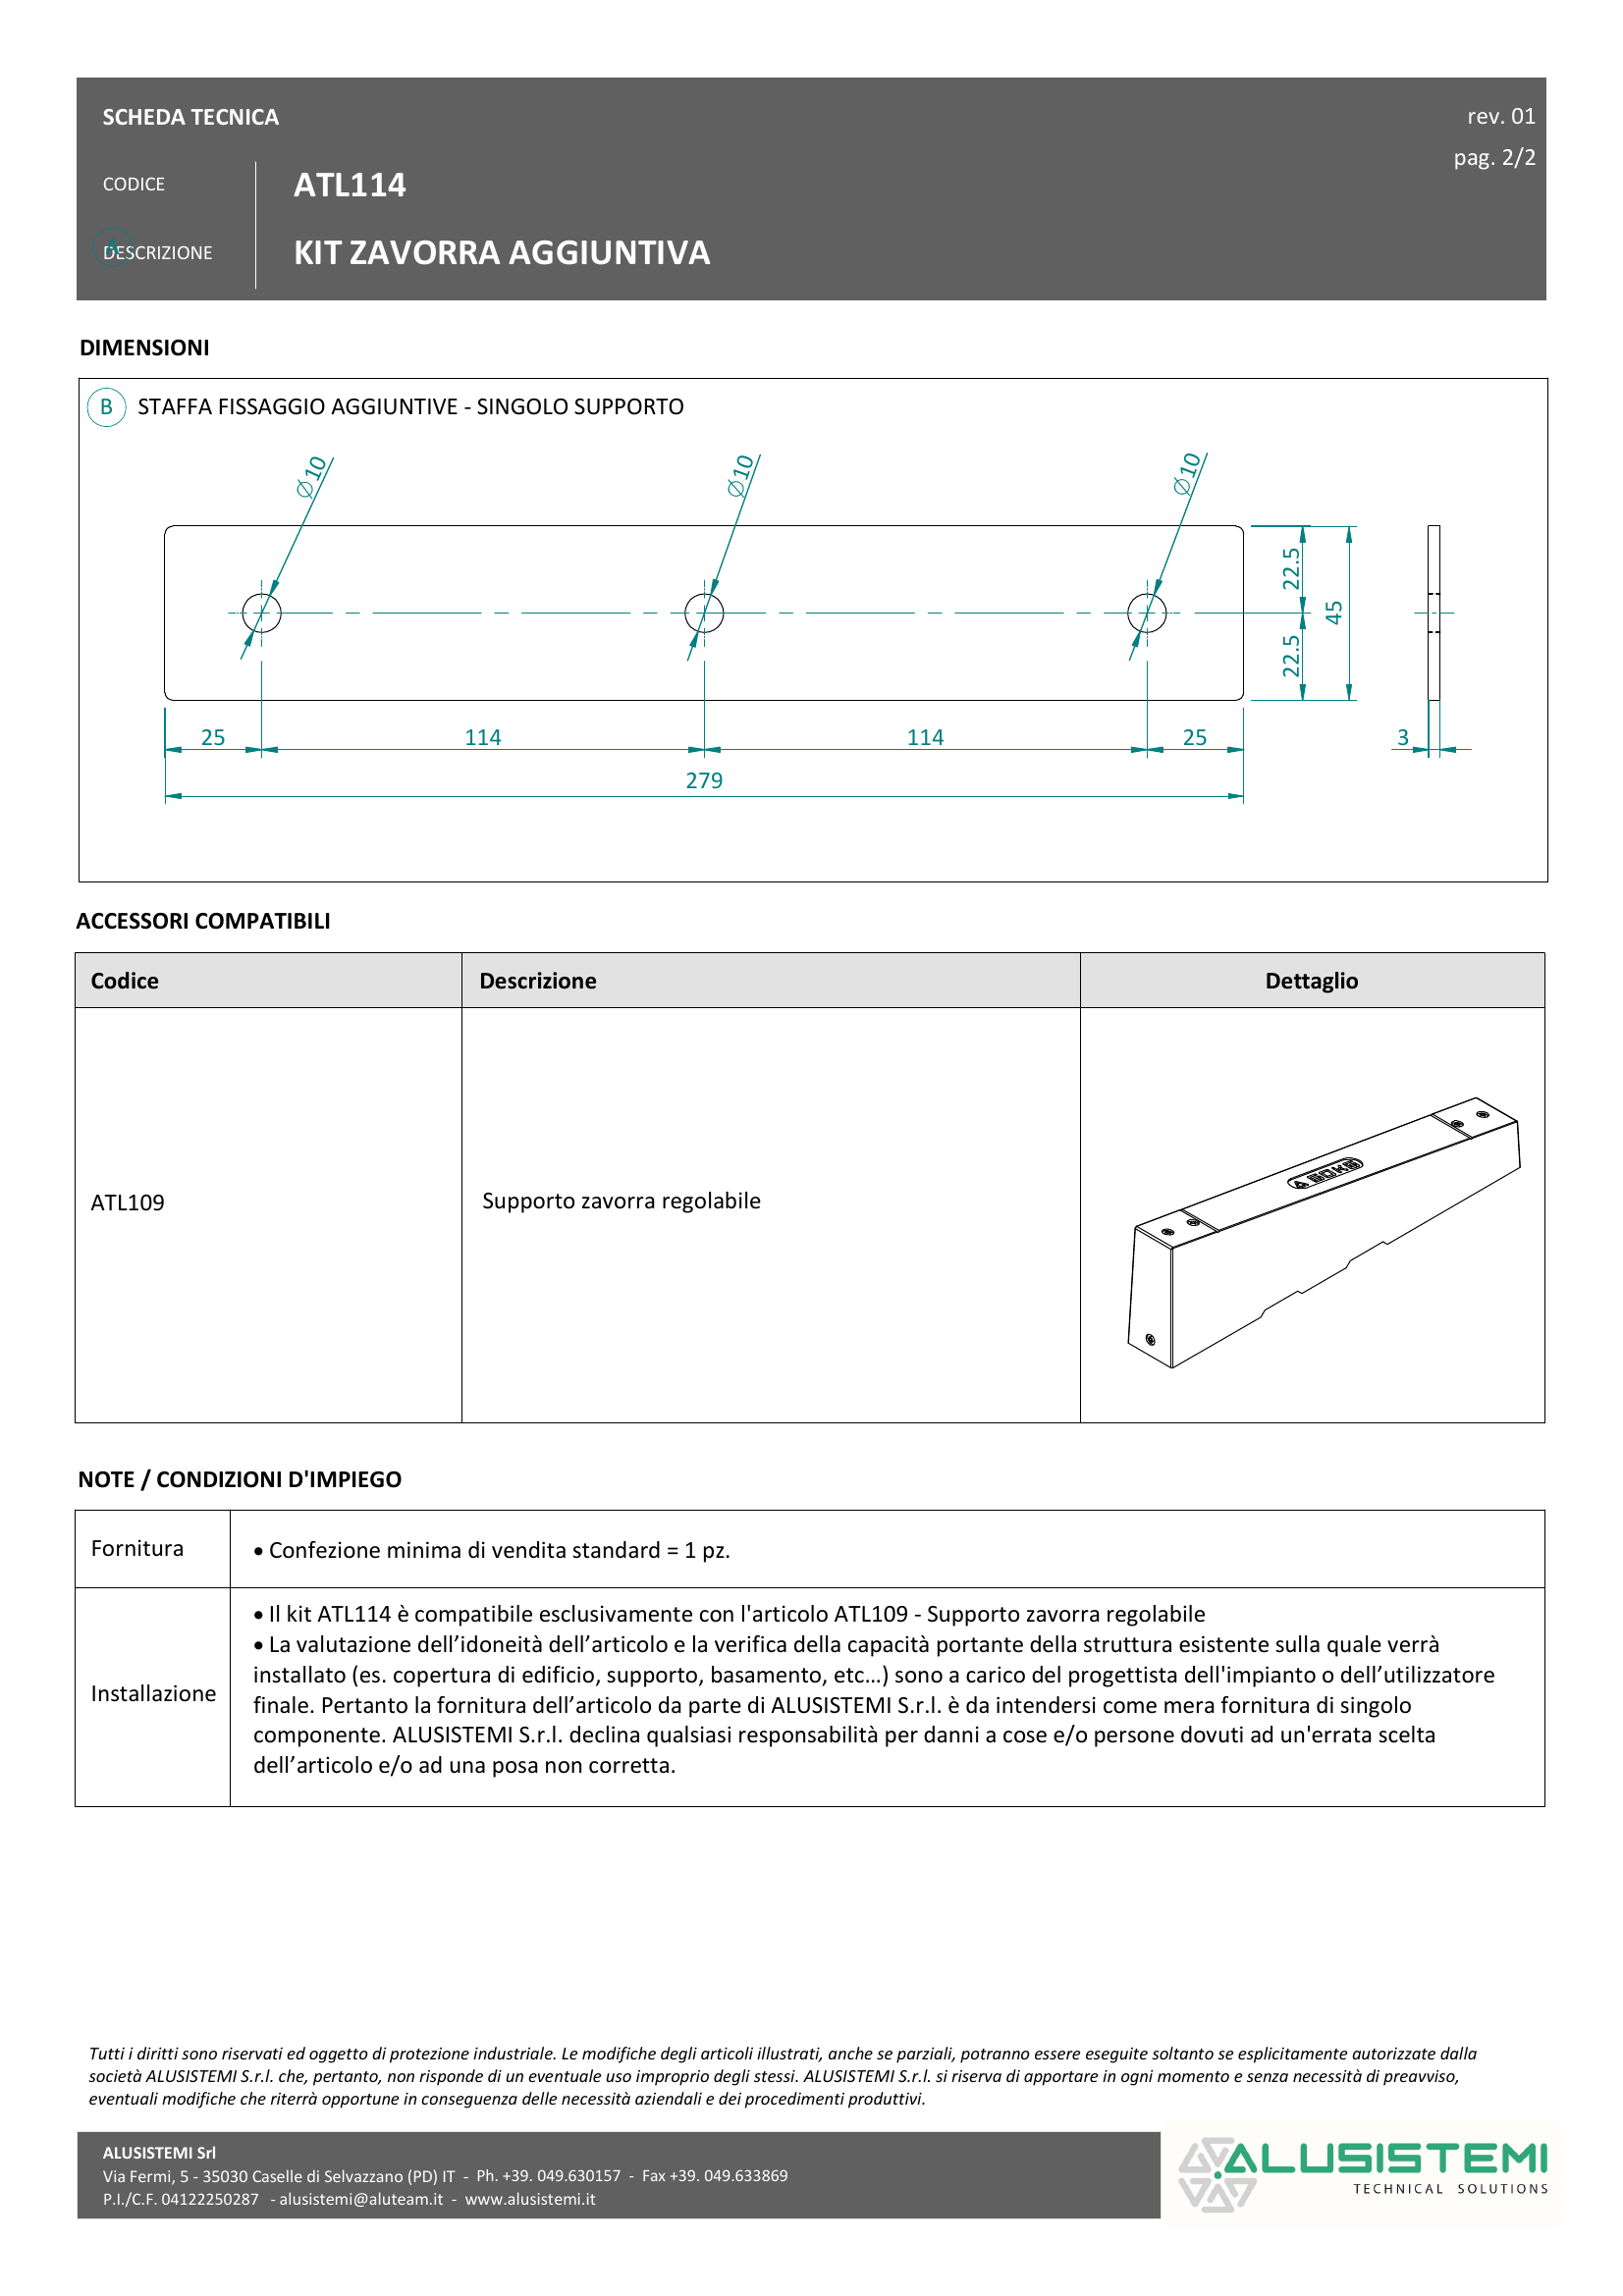 SCHEDA TECNICA
rev. 01
pag. 2/2
CODICE
ATL114
A
DESCRIZIONE
KIT ZAVORRA AGGIUNTIVA
DIMENSIONI
B STAFFA FISSAGGIO AGGIUNTIVE - SINGOLO SUPPORTO
∅10
∅10
∅10
22.5
45
22.5
25
114
114
25
3
279
ACCESSORI COMPATIBILI
Codice
Descrizione
Dettaglio
ATL109
Supporto zavorra regolabile
50KG
NOTE / CONDIZIONI D'IMPIEGO
Fornitura
• Confezione minima di vendita standard = 1 pz.
Installazione
• Il kit ATL114 è compatibile esclusivamente con l'articolo ATL109 - Supporto zavorra regolabile
• La valutazione dell’idoneità dell’articolo e la verifica della capacità portante della struttura esistente sulla quale verrà
installato (es. copertura di edificio, supporto, basamento, etc…) sono a carico del progettista dell'impianto o dell’utilizzatore
finale. Pertanto la fornitura dell’articolo da parte di ALUSISTEMI S.r.l. è da intendersi come mera fornitura di singolo
componente. ALUSISTEMI S.r.l. declina qualsiasi responsabilità per danni a cose e/o persone dovuti ad un'errata scelta
dell’articolo e/o ad una posa non corretta.
Tutti i diritti sono riservati ed oggetto di protezione industriale. Le modifiche degli articoli illustrati, anche se parziali, potranno essere eseguite soltanto se esplicitamente autorizzate dalla
società ALUSISTEMI S.r.l. che, pertanto, non risponde di un eventuale uso improprio degli stessi. ALUSISTEMI S.r.l. si riserva di apportare in ogni momento e senza necessità di preavviso,
eventuali modifiche che riterrà opportune in conseguenza delle necessità aziendali e dei procedimenti produttivi.
ALUSISTEMI Srl
Via Fermi, 5 - 35030 Caselle di Selvazzano (PD) IT - Ph. +39. 049.630157 - Fax +39. 049.633869
P.I./C.F. 04122250287 - alusistemi@aluteam.it - www.alusistemi.it
ALUSISTEMI
TECHNICAL SOLUTIONS